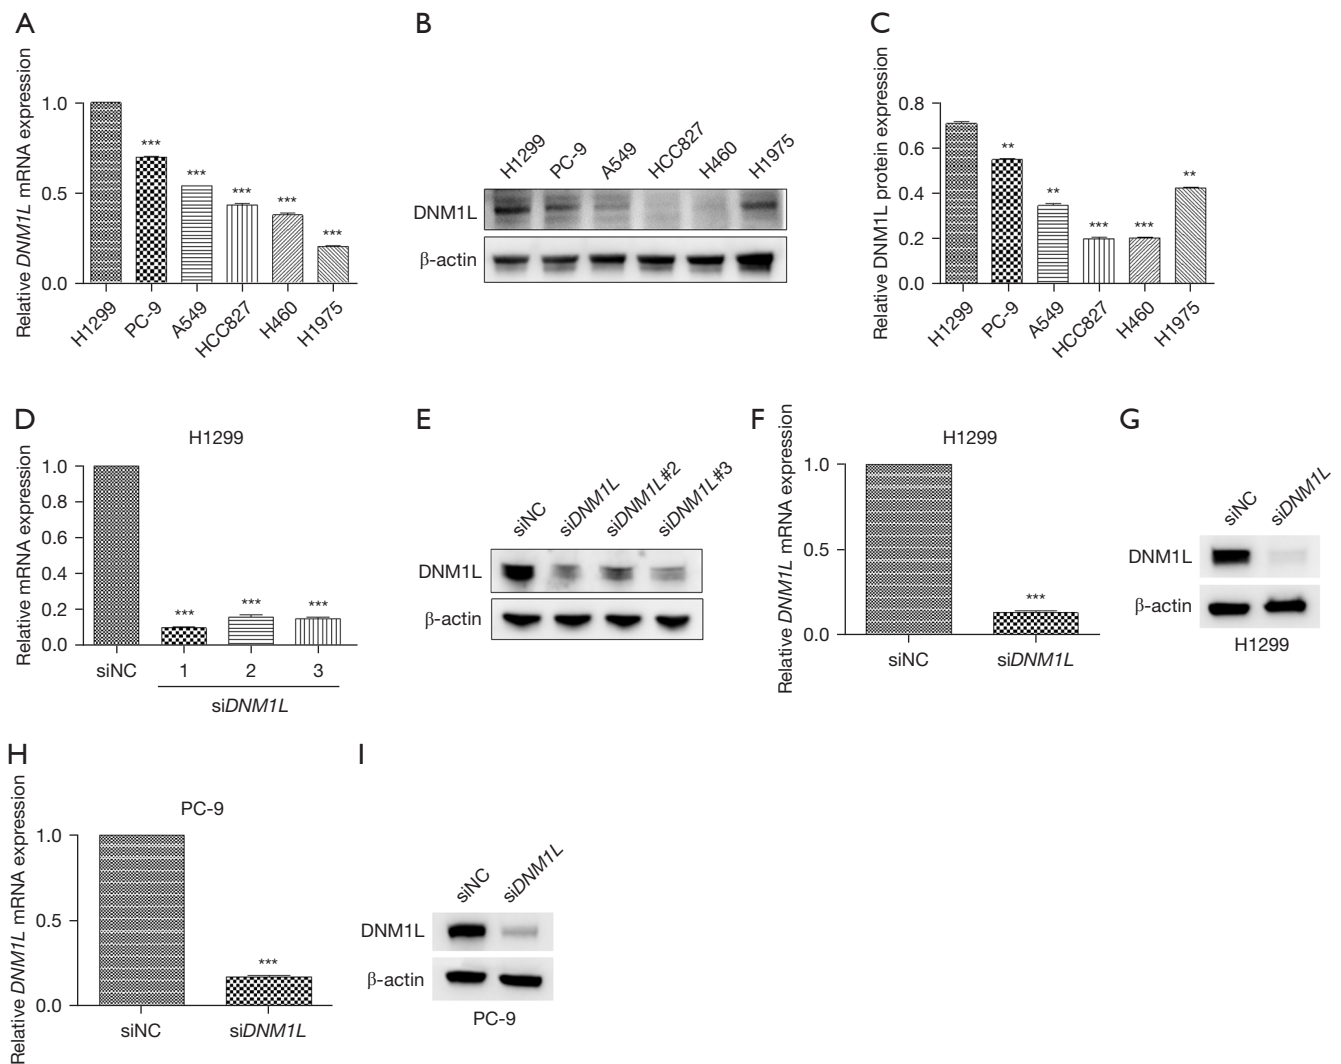 A
Relative DNM1L mRNA expression
1.0
0.5
0.0
***
***
***
***
***
H1299
PC-9
A549
HCC827
H460
H1975
B
H1299
PC-9
A549
HCC827
H460
H1975
DNM1L
β-actin
C
Relative DNM1L protein expression
0.8
0.6
0.4
0.2
0.0
**
**
***
***
**
H1299
PC-9
A549
HCC827
H460
H1975
D
H1299
Relative mRNA expression
1.0
0.8
0.6
0.4
0.2
0.0
***
***
***
siNC
1
2
3
siDNM1L
E
siNC
siDNM1L
siDNM1L#2
siDNM1L#3
DNM1L
β-actin
F
H1299
Relative DNM1L mRNA expression
1.0
0.5
0.0
***
siNC
siDNM1L
G
siNC
siDNM1L
DNM1L
β-actin
H1299
H
PC-9
Relative DNM1L mRNA expression
1.0
0.5
0.0
***
siNC
siDNM1L
I
siNC
siDNM1L
DNM1L
β-actin
PC-9